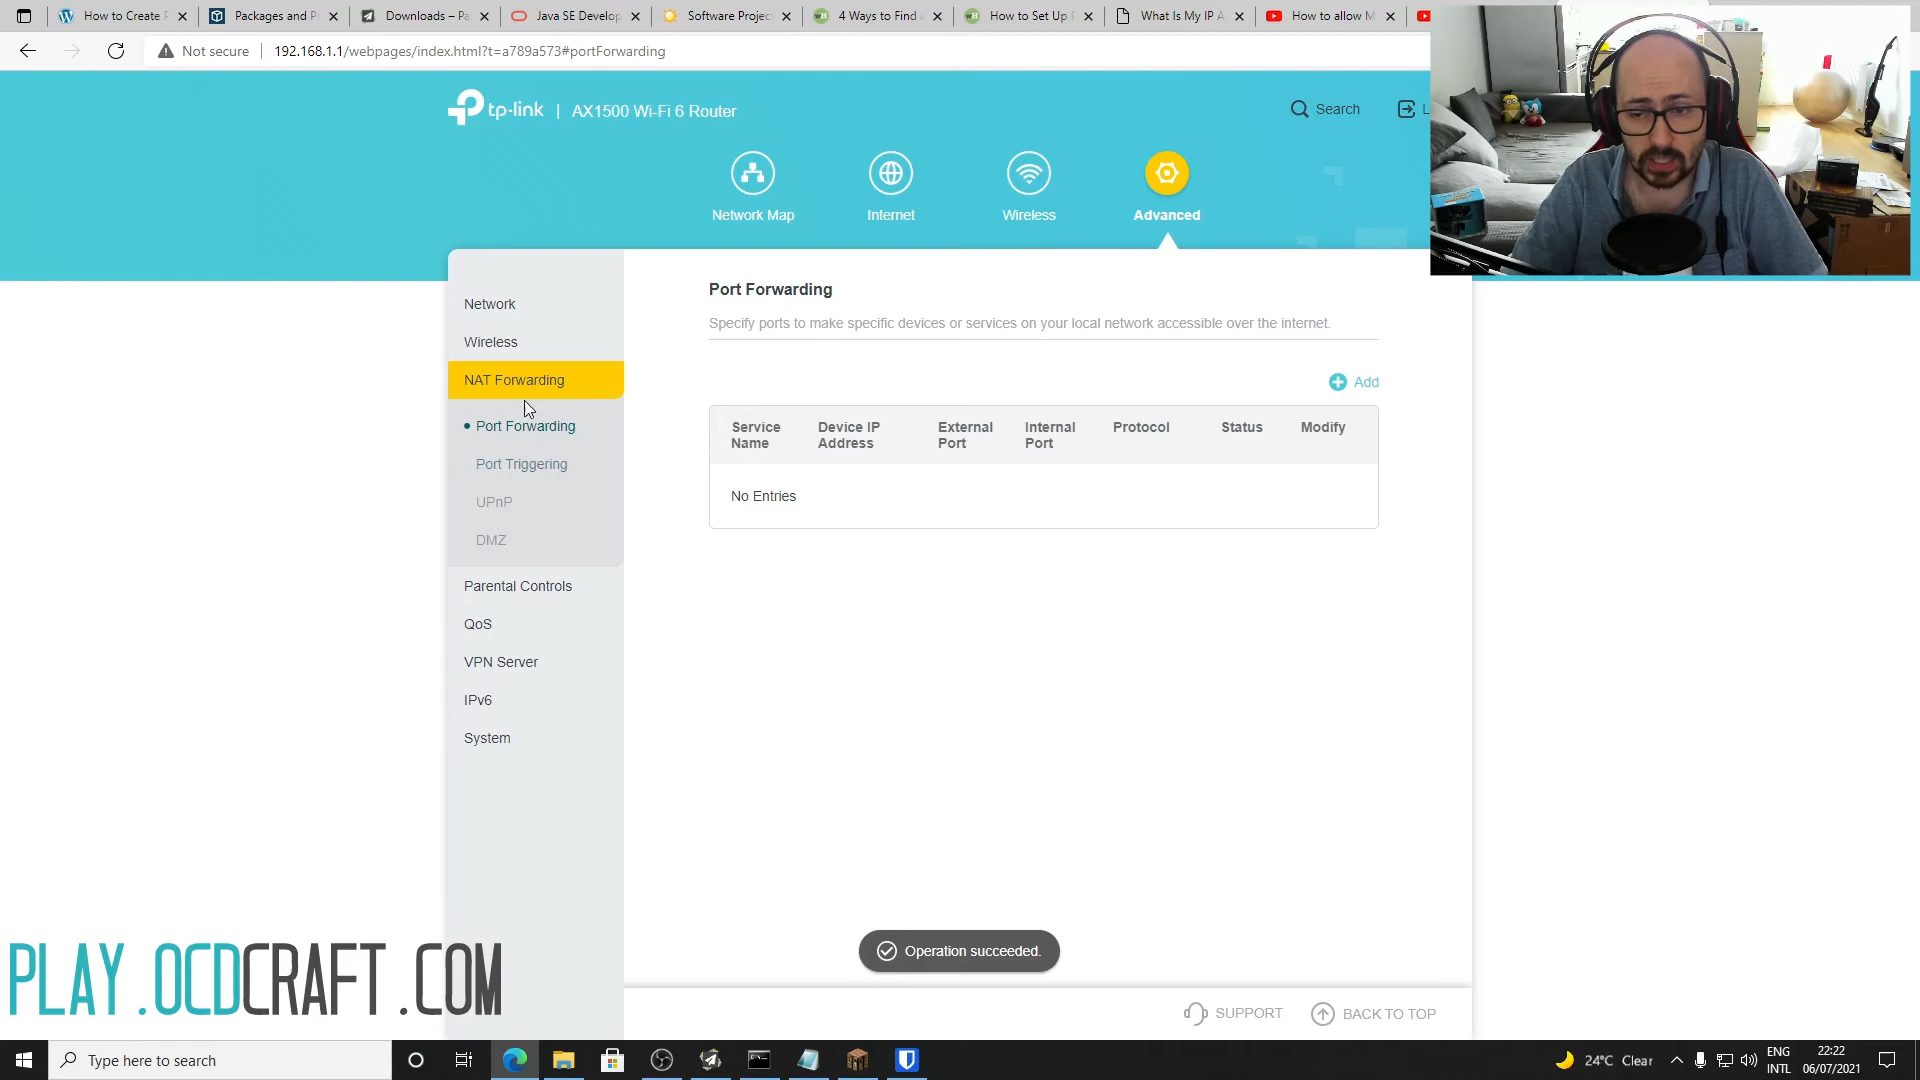 How to Create P
Packages and P
Downloads – Pa
Java SE Develop
Software Projec
4 Ways to Find a
How to Set Up P
What Is My IP A
How to allow M
Not secure
192.168.1.1/webpages/index.html?t=a789a573#portForwarding
tp-link | AX1500 Wi-Fi 6 Router
Search
L
Network Map
Internet
Wireless
Advanced
Network
Wireless
NAT Forwarding
Port Forwarding
Port Triggering
UPnP
DMZ
Parental Controls
QoS
VPN Server
IPv6
System
Port Forwarding
Specify ports to make specific devices or services on your local network accessible over the internet.
Add
Service Name
Device IP Address
External Port
Internal Port
Protocol
Status
Modify
No Entries
Operation succeeded.
SUPPORT
BACK TO TOP
PLAY.OCDCRAFT.COM
Type here to search
24°C Clear
ENG
INTL
22:22
06/07/2021